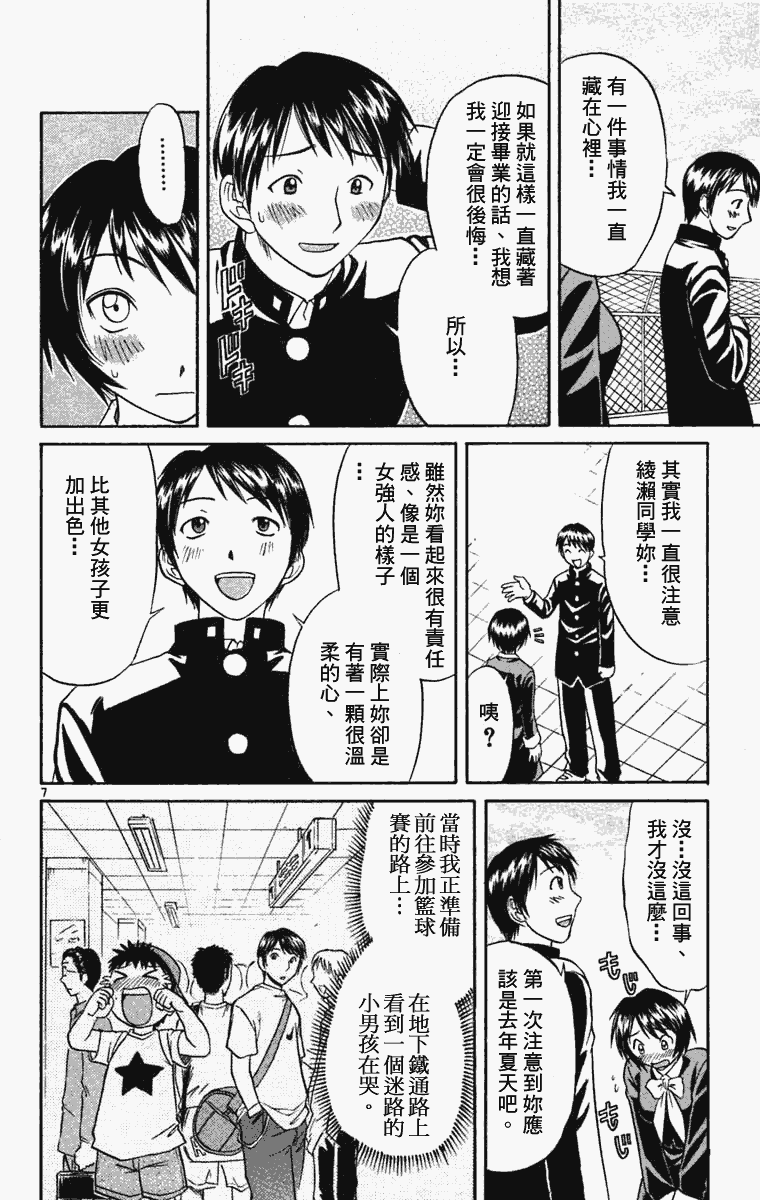 有一件事情我一直
藏在心裡…
如果就這樣一直藏著
迎接畢業的話、我想
我一定會很後悔…
所以…
ドキ
ドキ
………
其實我一直很注意
綾瀨同學妳…
咦？
雖然妳看起來很有責任
感、像是一個
女強人的樣子
…
實際上妳卻是
有著一顆很溫
柔的心、
比其他女孩子更
加出色…
7
沒…沒這回事、
我才沒這麼…
もじ
もじ
第一次注意到妳應
該是去年夏天吧。
當時我正準備
前往參加籃球
賽的路上…
在地下鐵通路上
看到一個迷路的
小男孩在哭。